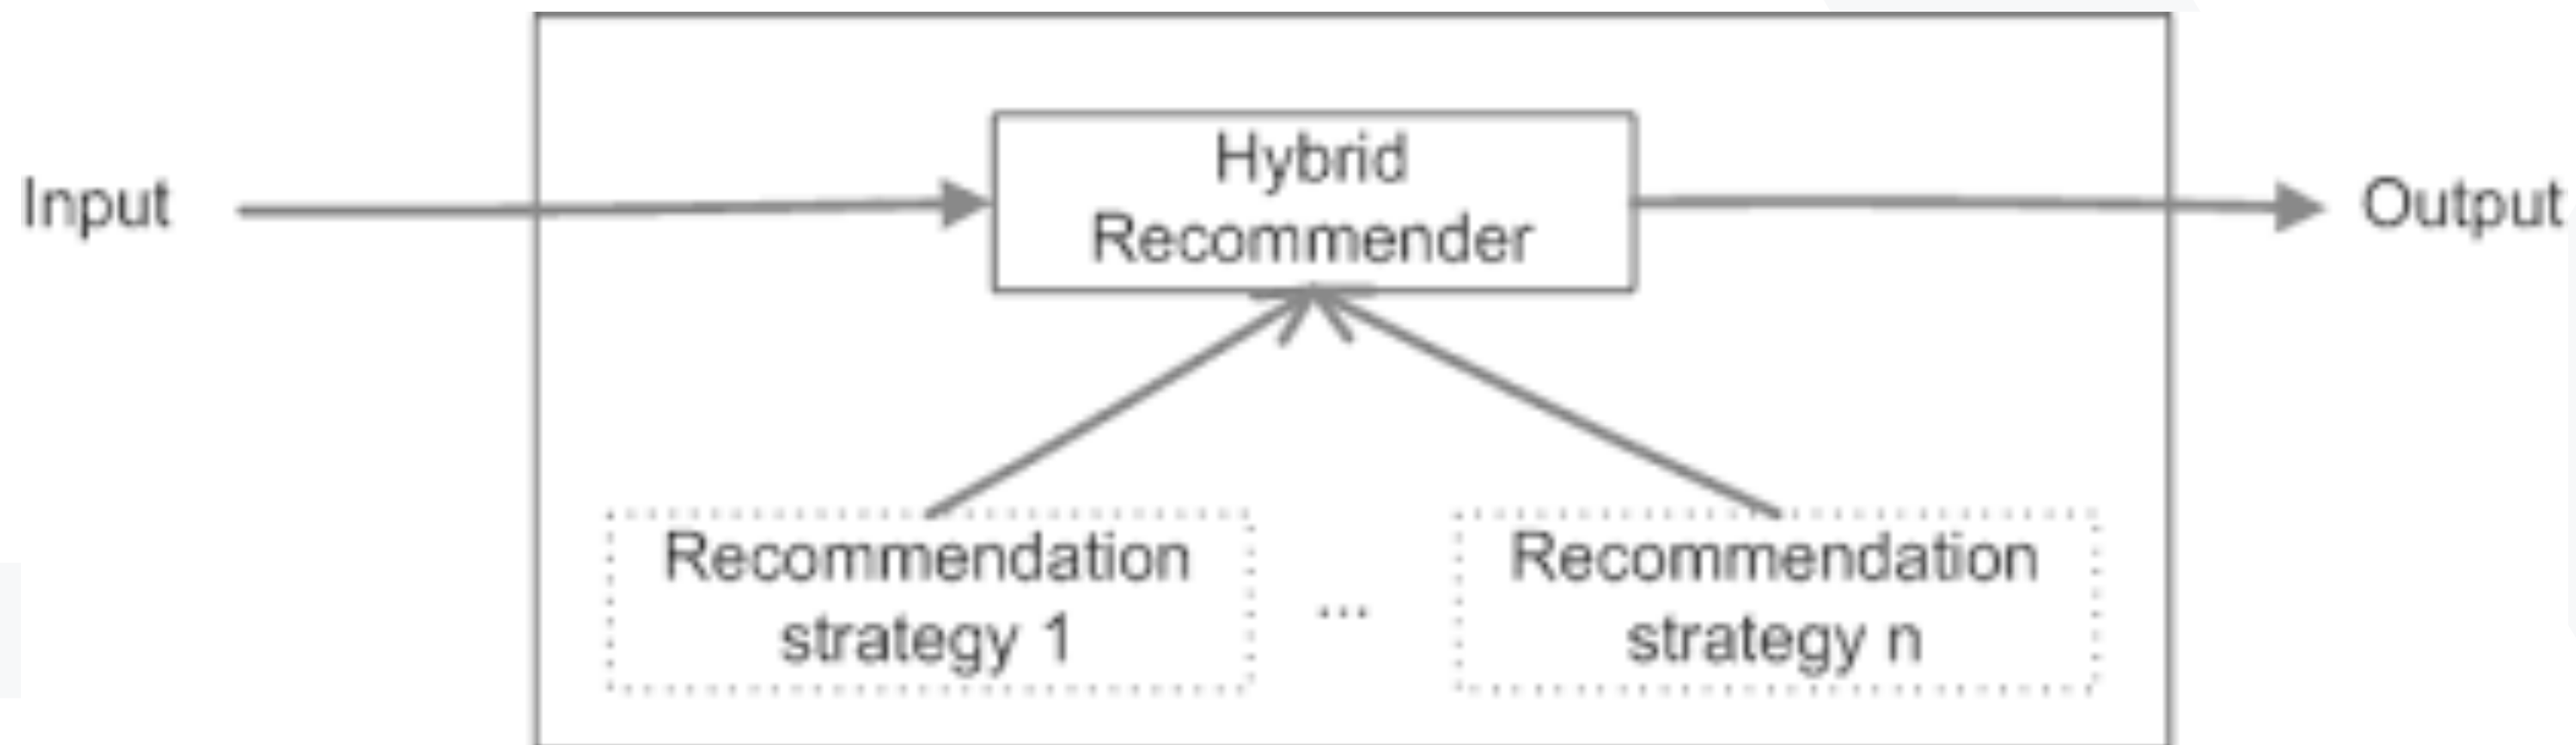 Hybrid
Input
Recommender
Output
Recommendation
strategy 1
...
Recommendation
strategy n